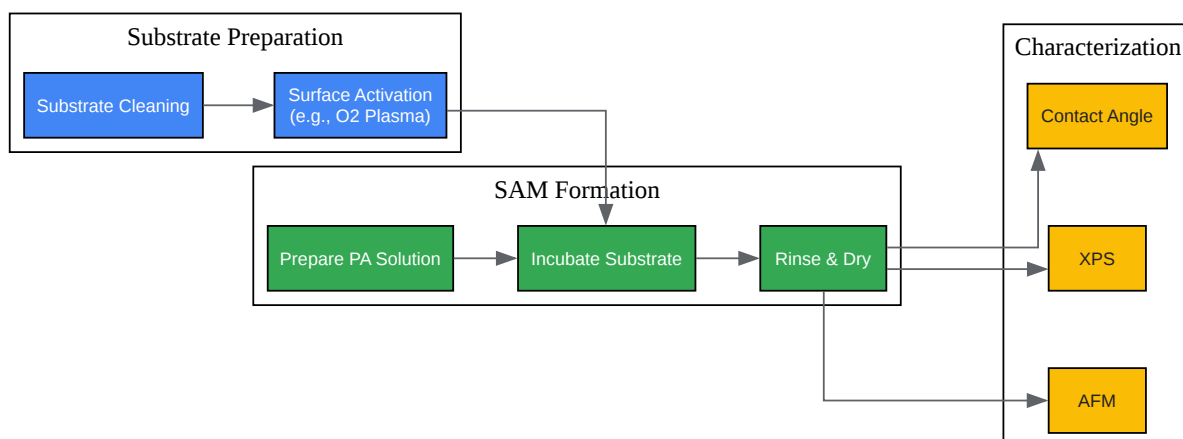 Substrate Preparation
Substrate Cleaning
Surface Activation
(e.g., O2 Plasma)
SAM Formation
Prepare PA Solution
Incubate Substrate
Rinse & Dry
Characterization
Contact Angle
XPS
AFM